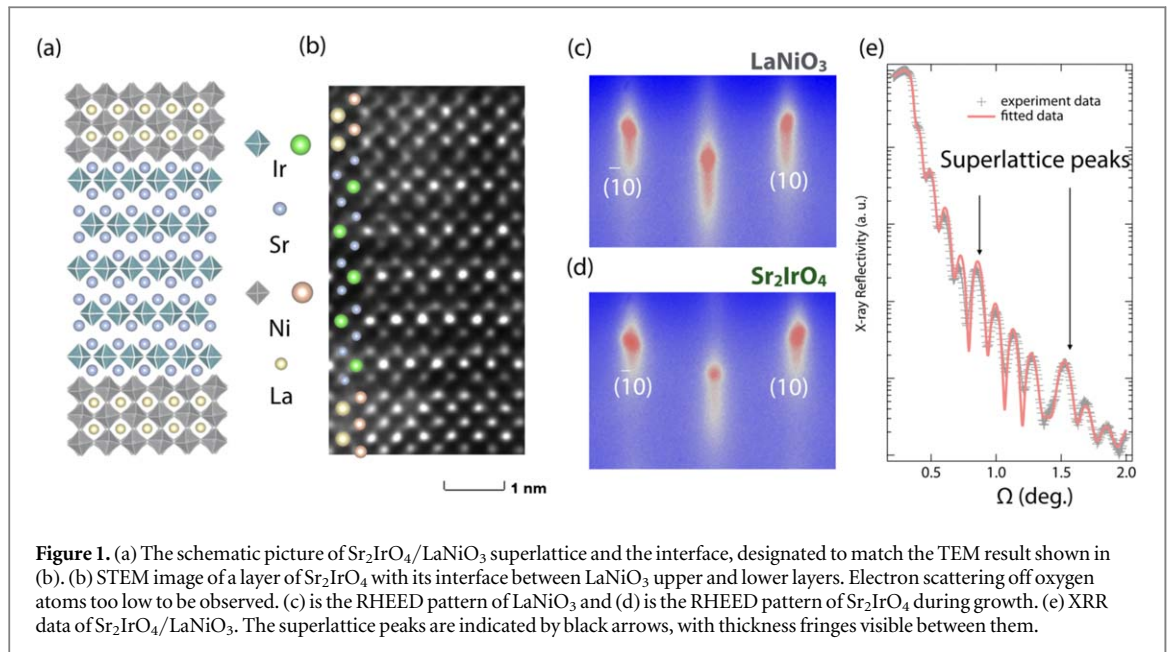 (a)
(b)
(c)
(e)
Ir
Sr
Ni
La
1 nm
LaNiO₃
(1̅0)
(10)
(d)
Sr₂IrO₄
(1̅0)
(10)
experiment data
fitted data
Superlattice peaks
X-ray Reflectivity (a. u.)
0.5 1.0 1.5 2.0
Ω (deg.)
Figure 1. (a) The schematic picture of Sr₂IrO₄/LaNiO₃ superlattice and the interface, designated to match the TEM result shown in
(b). (b) STEM image of a layer of Sr₂IrO₄ with its interface between LaNiO₃ upper and lower layers. Electron scattering off oxygen
atoms too low to be observed. (c) is the RHEED pattern of LaNiO₃ and (d) is the RHEED pattern of Sr₂IrO₄ during growth. (e) XRR
data of Sr₂IrO₄/LaNiO₃. The superlattice peaks are indicated by black arrows, with thickness fringes visible between them.